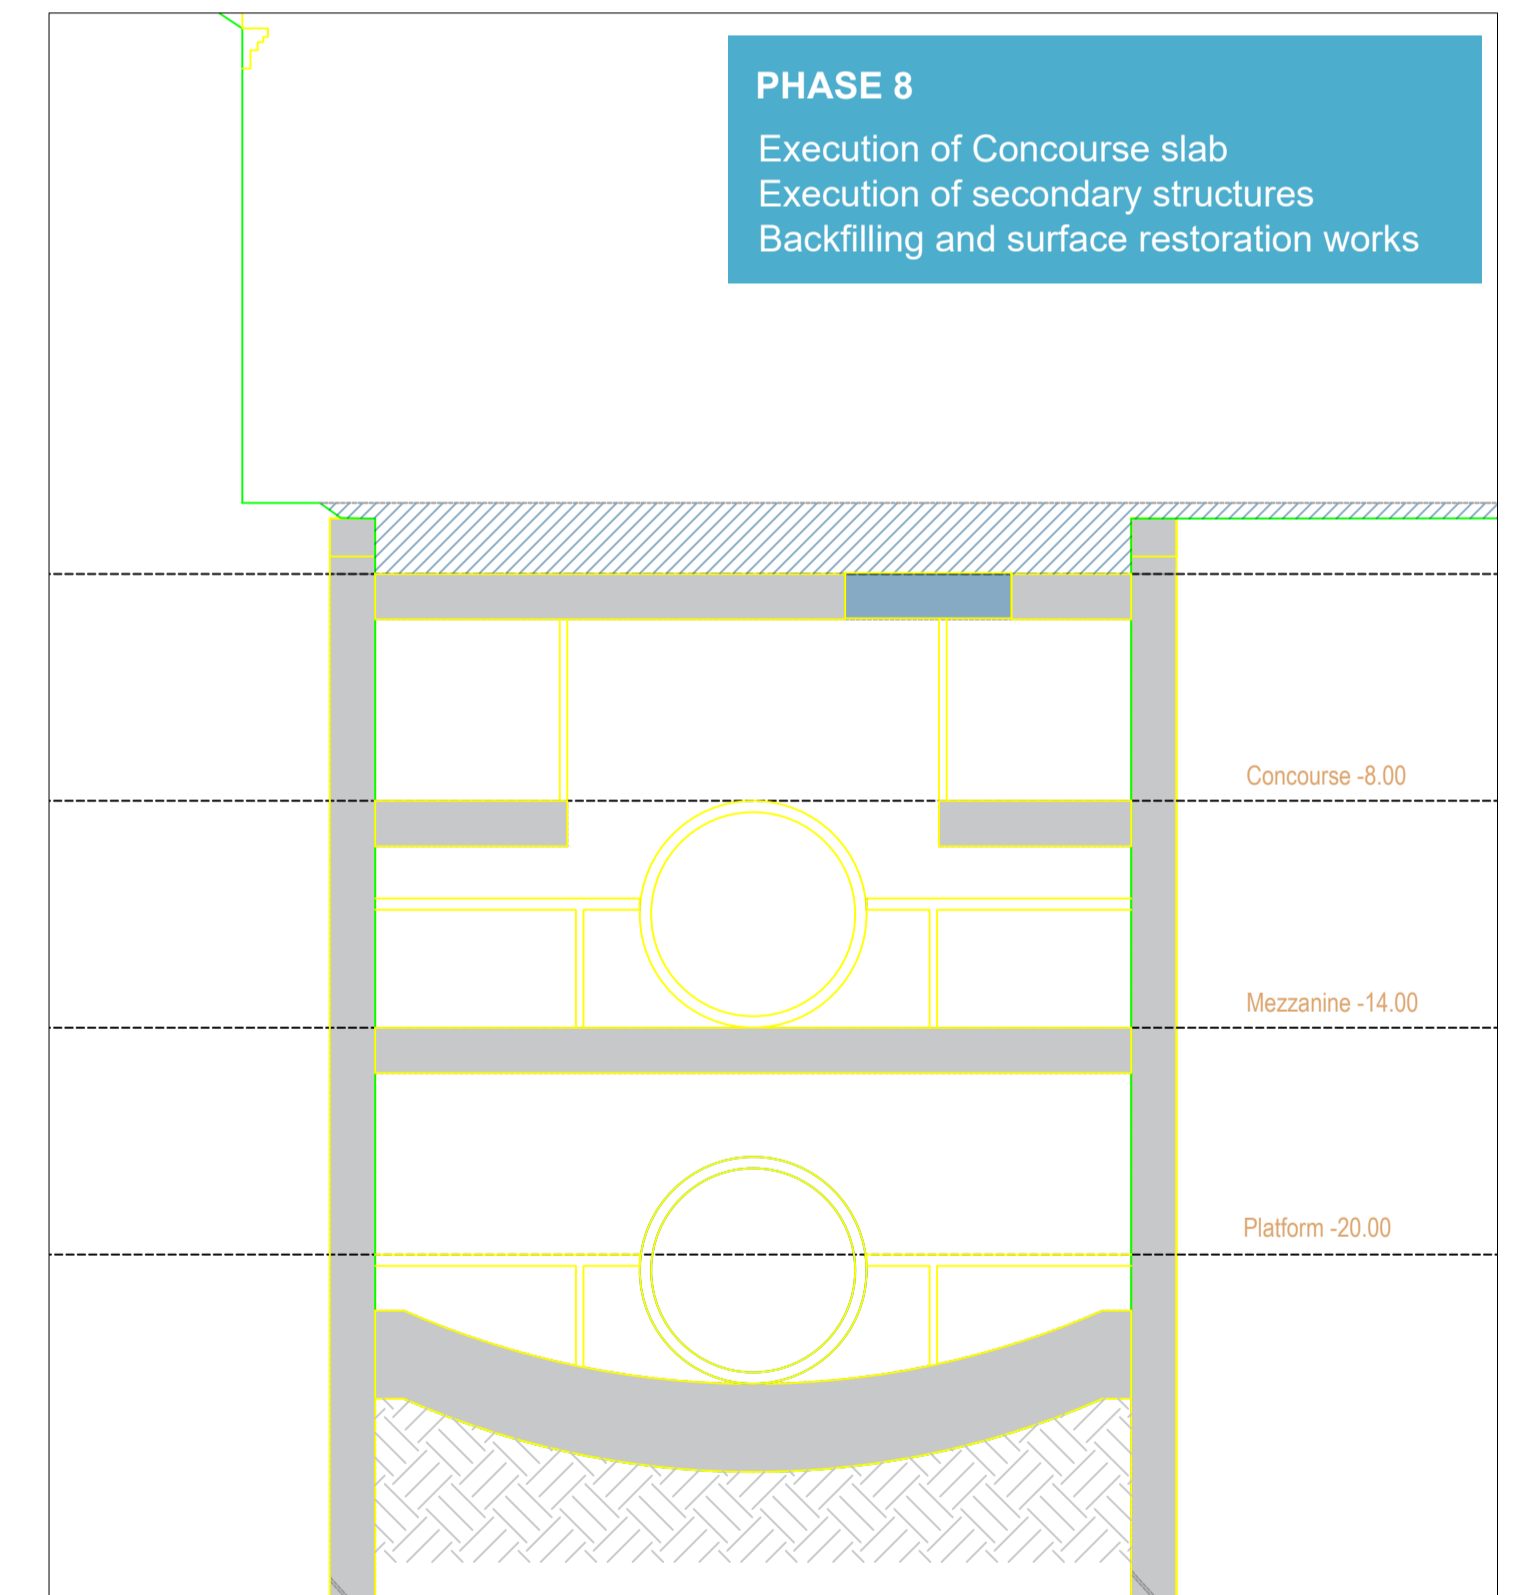 PHASE 8
Execution of Concourse slab
Execution of secondary structures
Backfilling and surface restoration works
Concourse -8.00
Mezzanine -14.00
Platform -20.00